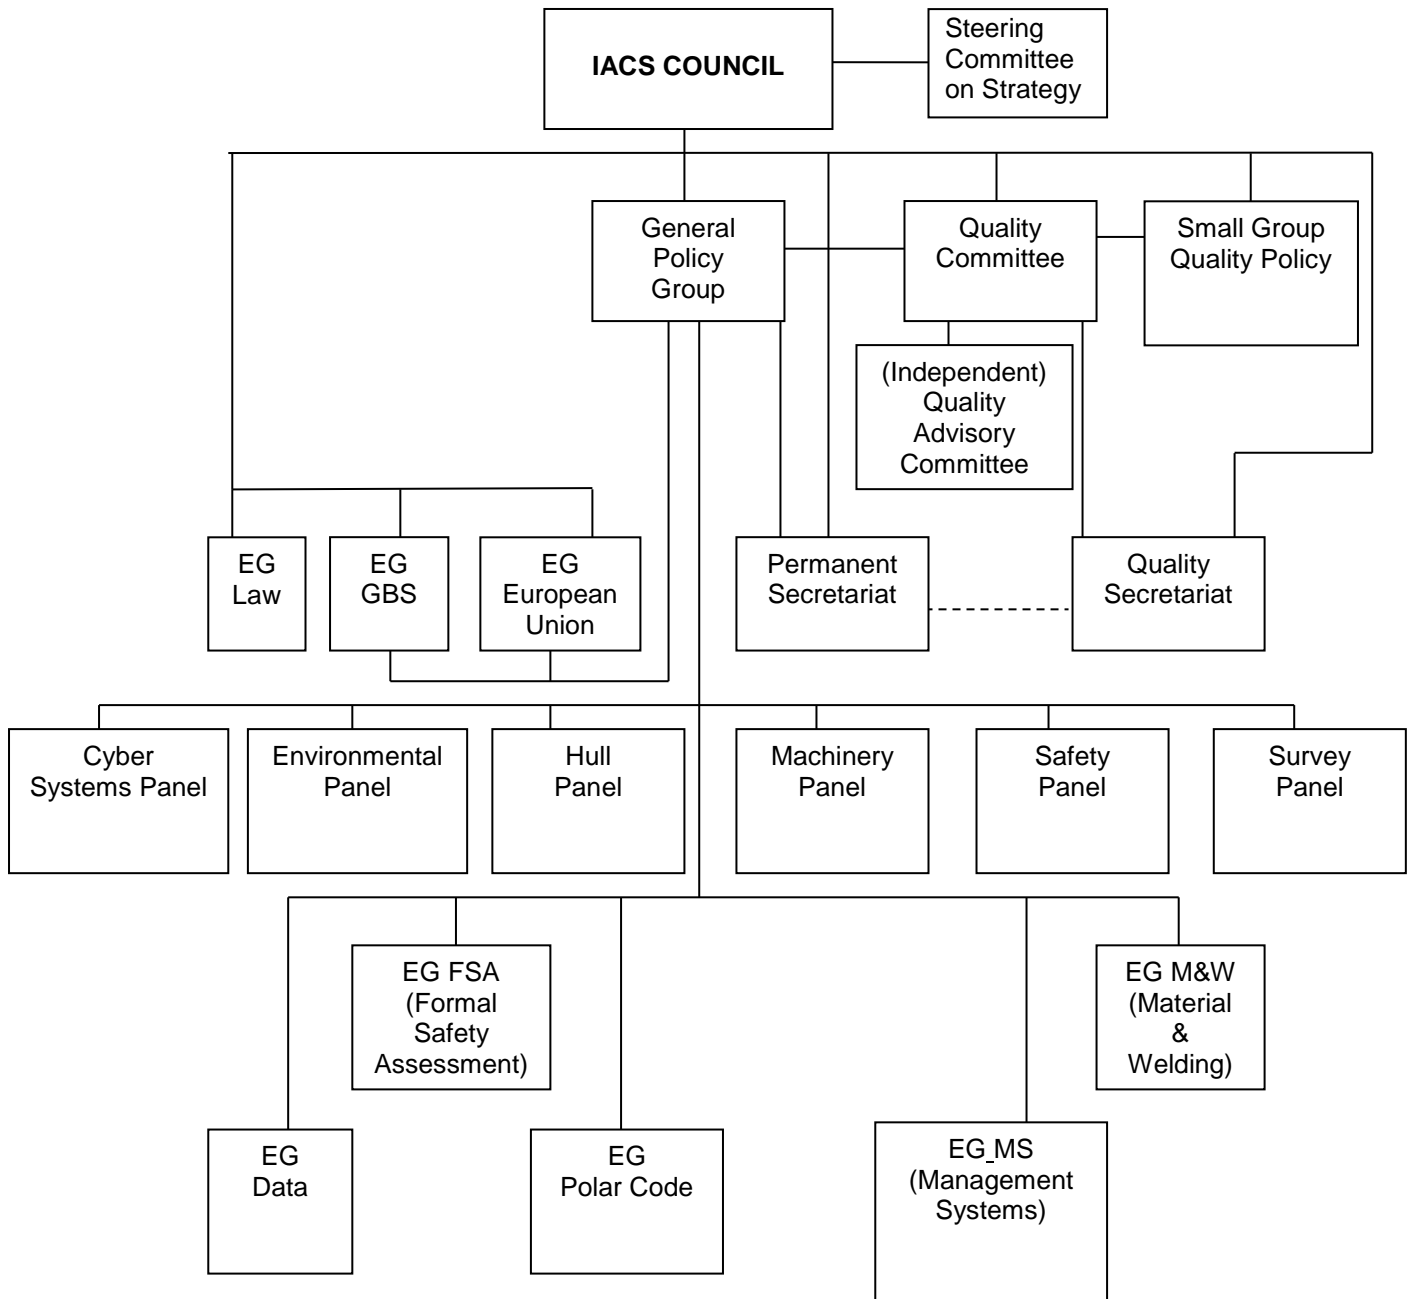 IACS COUNCIL
Steering
Committee
on Strategy
General
Policy
Group
Quality
Committee
Small Group
Quality Policy
(Independent)
Quality
Advisory
Committee
EG
Law
EG
GBS
EG
European
Union
Permanent
Secretariat
Quality
Secretariat
Cyber
Systems Panel
Environmental
Panel
Hull
Panel
Machinery
Panel
Safety
Panel
Survey
Panel
EG FSA
(Formal
Safety
Assessment)
EG M&W
(Material
&
Welding)
EG
Data
EG
Polar Code
EG MS
(Management
Systems)